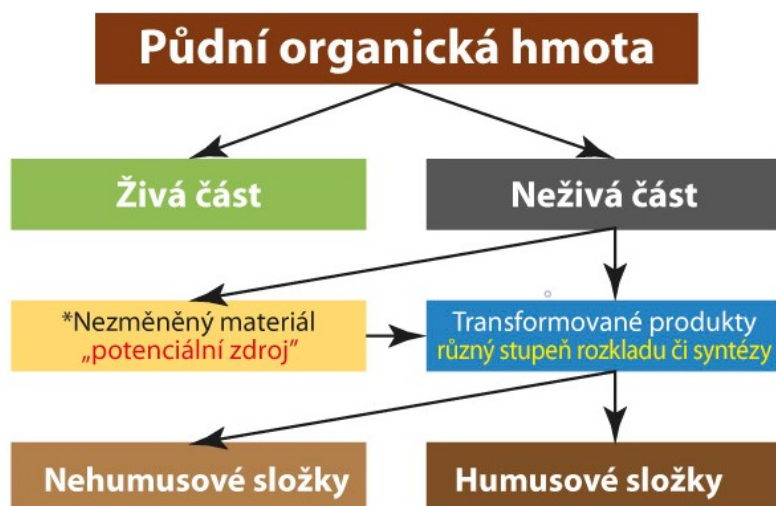 Půdní organická hmota
Živá část
Neživá část
*Nezměněný materiál
„potenciální zdroj”
Transformované produkty
různý stupeň rozkladu či syntézy
Nehumusové složky
Humusové složky